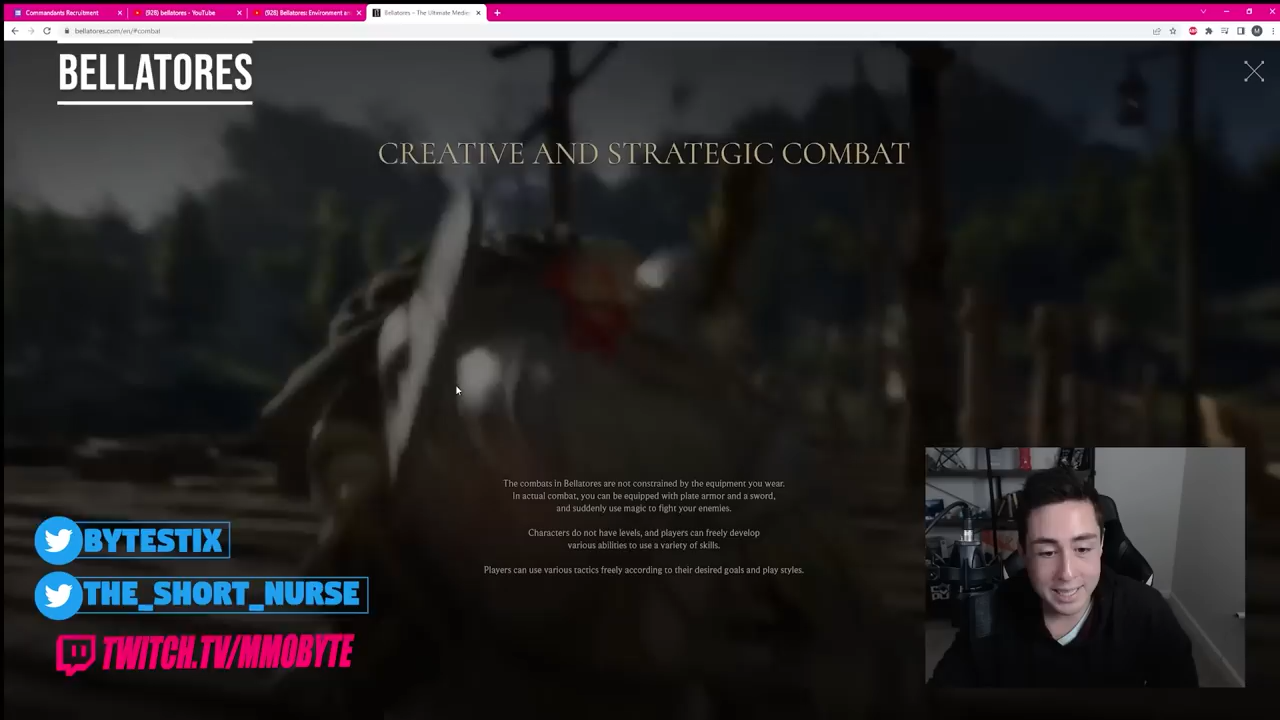 Commandants Recruitment
(928) bellatores - YouTube
(928) Bellatores: Environment an
Bellatores – The Ultimate Medie
bellatores.com/en/#combat
BELLATORES
CREATIVE AND STRATEGIC COMBAT
The combats in Bellatores are not constrained by the equipment you wear.
In actual combat, you can be equipped with plate armor and a sword,
and suddenly use magic to fight your enemies.
Characters do not have levels, and players can freely develop
various abilities to use a variety of skills.
Players can use various tactics freely according to their desired goals and play styles.
BYTESTIX
THE_SHORT_NURSE
TWITCH.TV/MMOBYTE